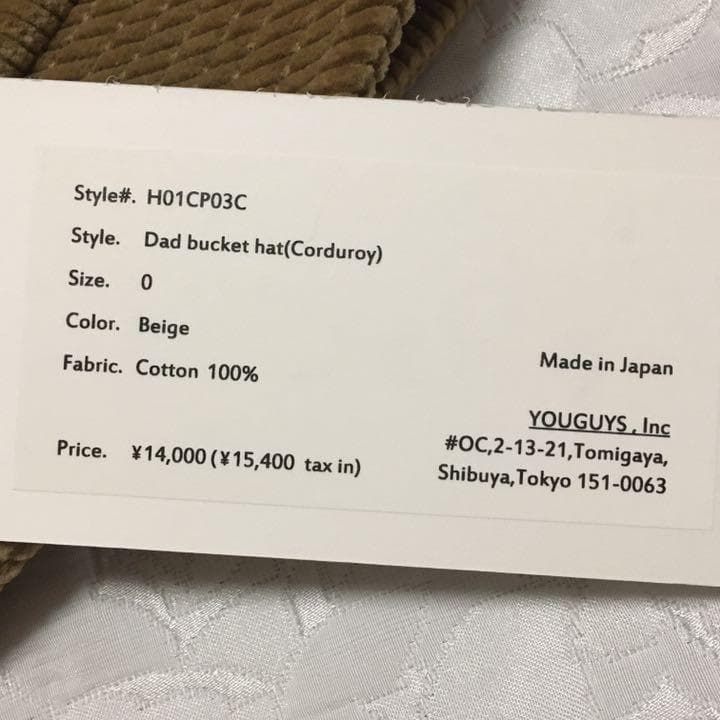 Style#. H01CP03C
Style. Dad bucket hat(Corduroy)
Size. 0
Color. Beige
Fabric. Cotton 100%
Price. ¥14,000 (¥15,400 tax in)
Made in Japan
YOUGUYS , Inc
#OC,2-13-21,Tomigaya,
Shibuya,Tokyo 151-0063